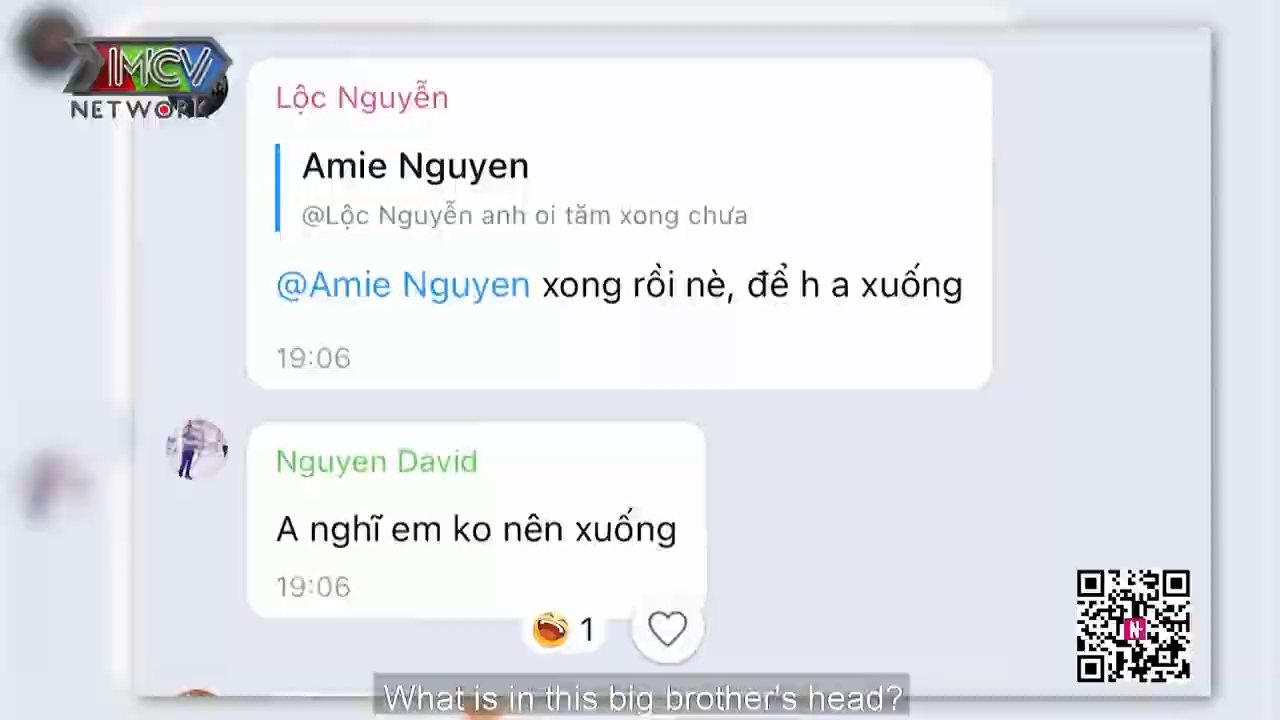 MCV
NETWORK
Lộc Nguyễn
Amie Nguyen
@Lộc Nguyễn anh oi tăm xong chưa
@Amie Nguyen xong rồi nè, để h a xuống
19:06
Nguyen David
A nghĩ em ko nên xuống
19:06
1
N+
What is in this big brother's head?